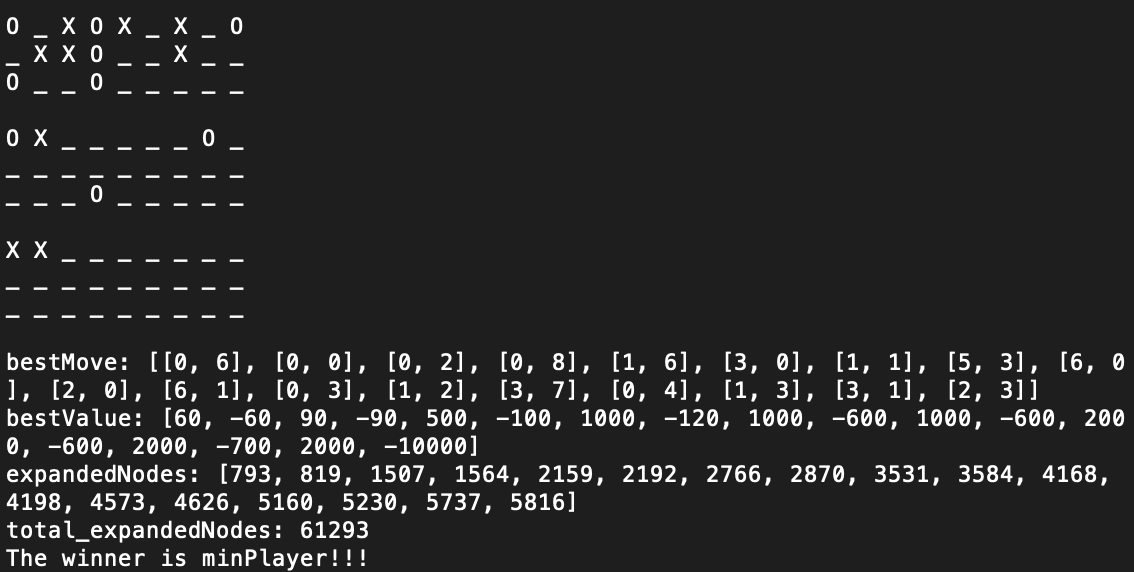 O _ X O X _ X _ O
_ X X O _ _ X _ _
O _ _ O _ _ _ _ _
O X _ _ _ _ _ O _
_ _ _ _ _ _ _ _ _
_ _ _ O _ _ _ _ _
X X _ _ _ _ _ _ _
_ _ _ _ _ _ _ _ _
_ _ _ _ _ _ _ _ _
bestMove: [[0, 6], [0, 0], [0, 2], [0, 8], [1, 6], [3, 0], [1, 1], [5, 3], [6, 0
], [2, 0], [6, 1], [0, 3], [1, 2], [3, 7], [0, 4], [1, 3], [3, 1], [2, 3]]
bestValue: [60, -60, 90, -90, 500, -100, 1000, -120, 1000, -600, 1000, -600, 200
0, -600, 2000, -700, 2000, -10000]
expandedNodes: [793, 819, 1507, 1564, 2159, 2192, 2766, 2870, 3531, 3584, 4168,
4198, 4573, 4626, 5160, 5230, 5737, 5816]
total_expandedNodes: 61293
The winner is minPlayer!!!